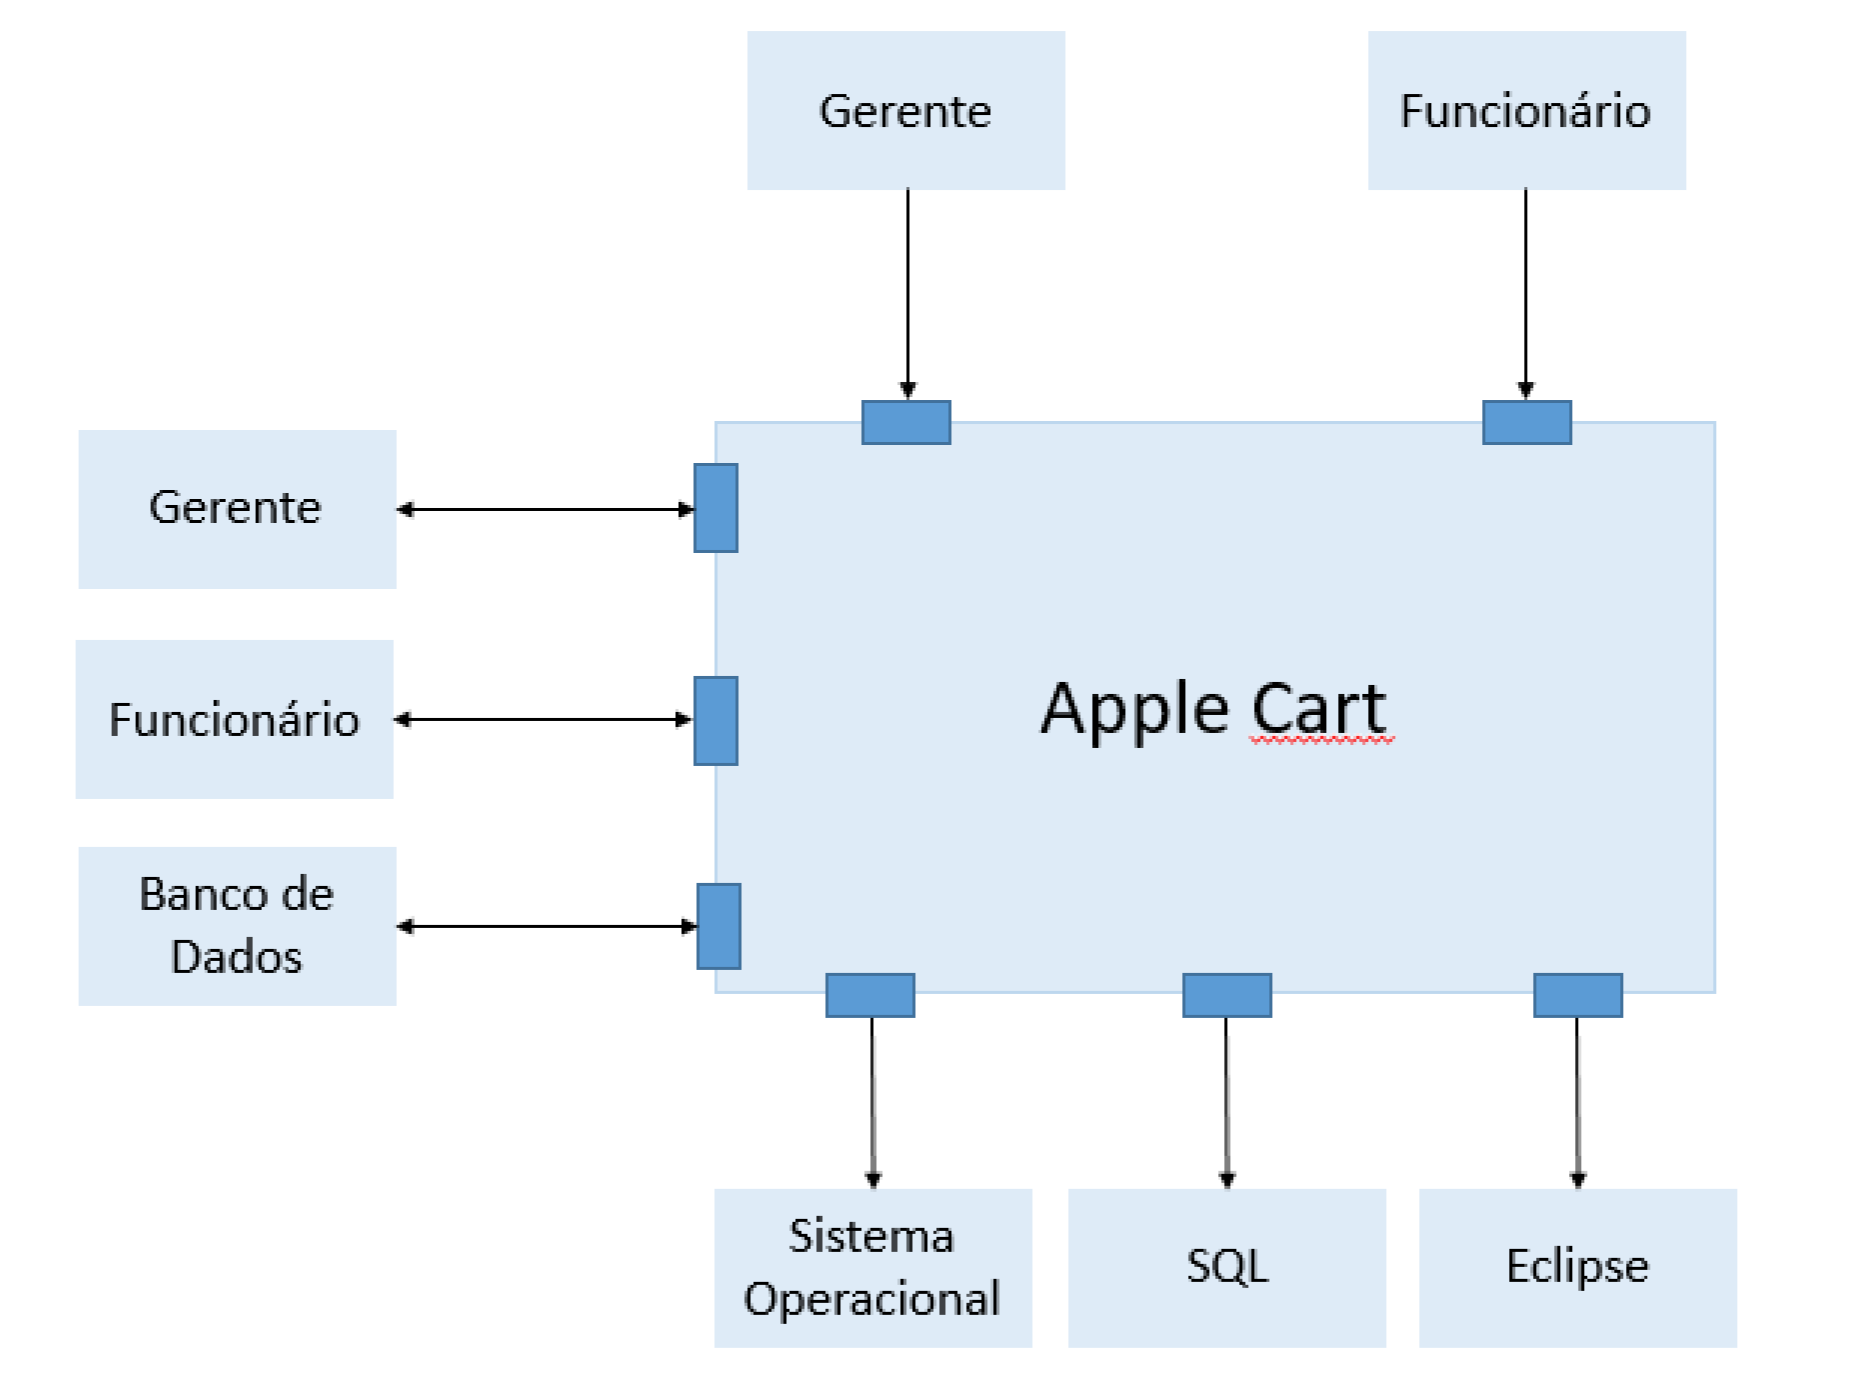 Gerente
Funcionário
Gerente
Funcionário
Apple Cart
Banco de
Dados
Sistema
Operacional
SQL
Eclipse